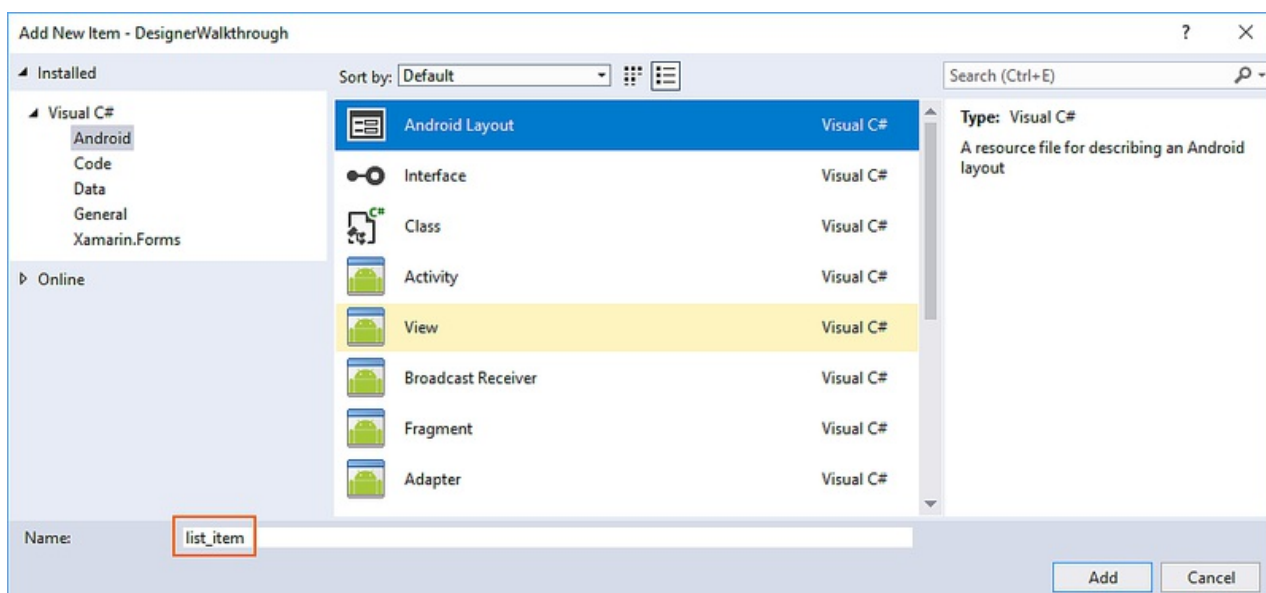 Add New Item - DesignerWalkthrough
?
Installed
Visual C#
Android
Code
Data
General
Xamarin.Forms
Online
Sort by: Default
Android Layout Visual C#
Interface Visual C#
C#
Class Visual C#
Activity Visual C#
View Visual C#
Broadcast Receiver Visual C#
Fragment Visual C#
Adapter Visual C#
Search (Ctrl+E)
Type: Visual C#
A resource file for describing an Android
layout
Name: list_item
Add Cancel